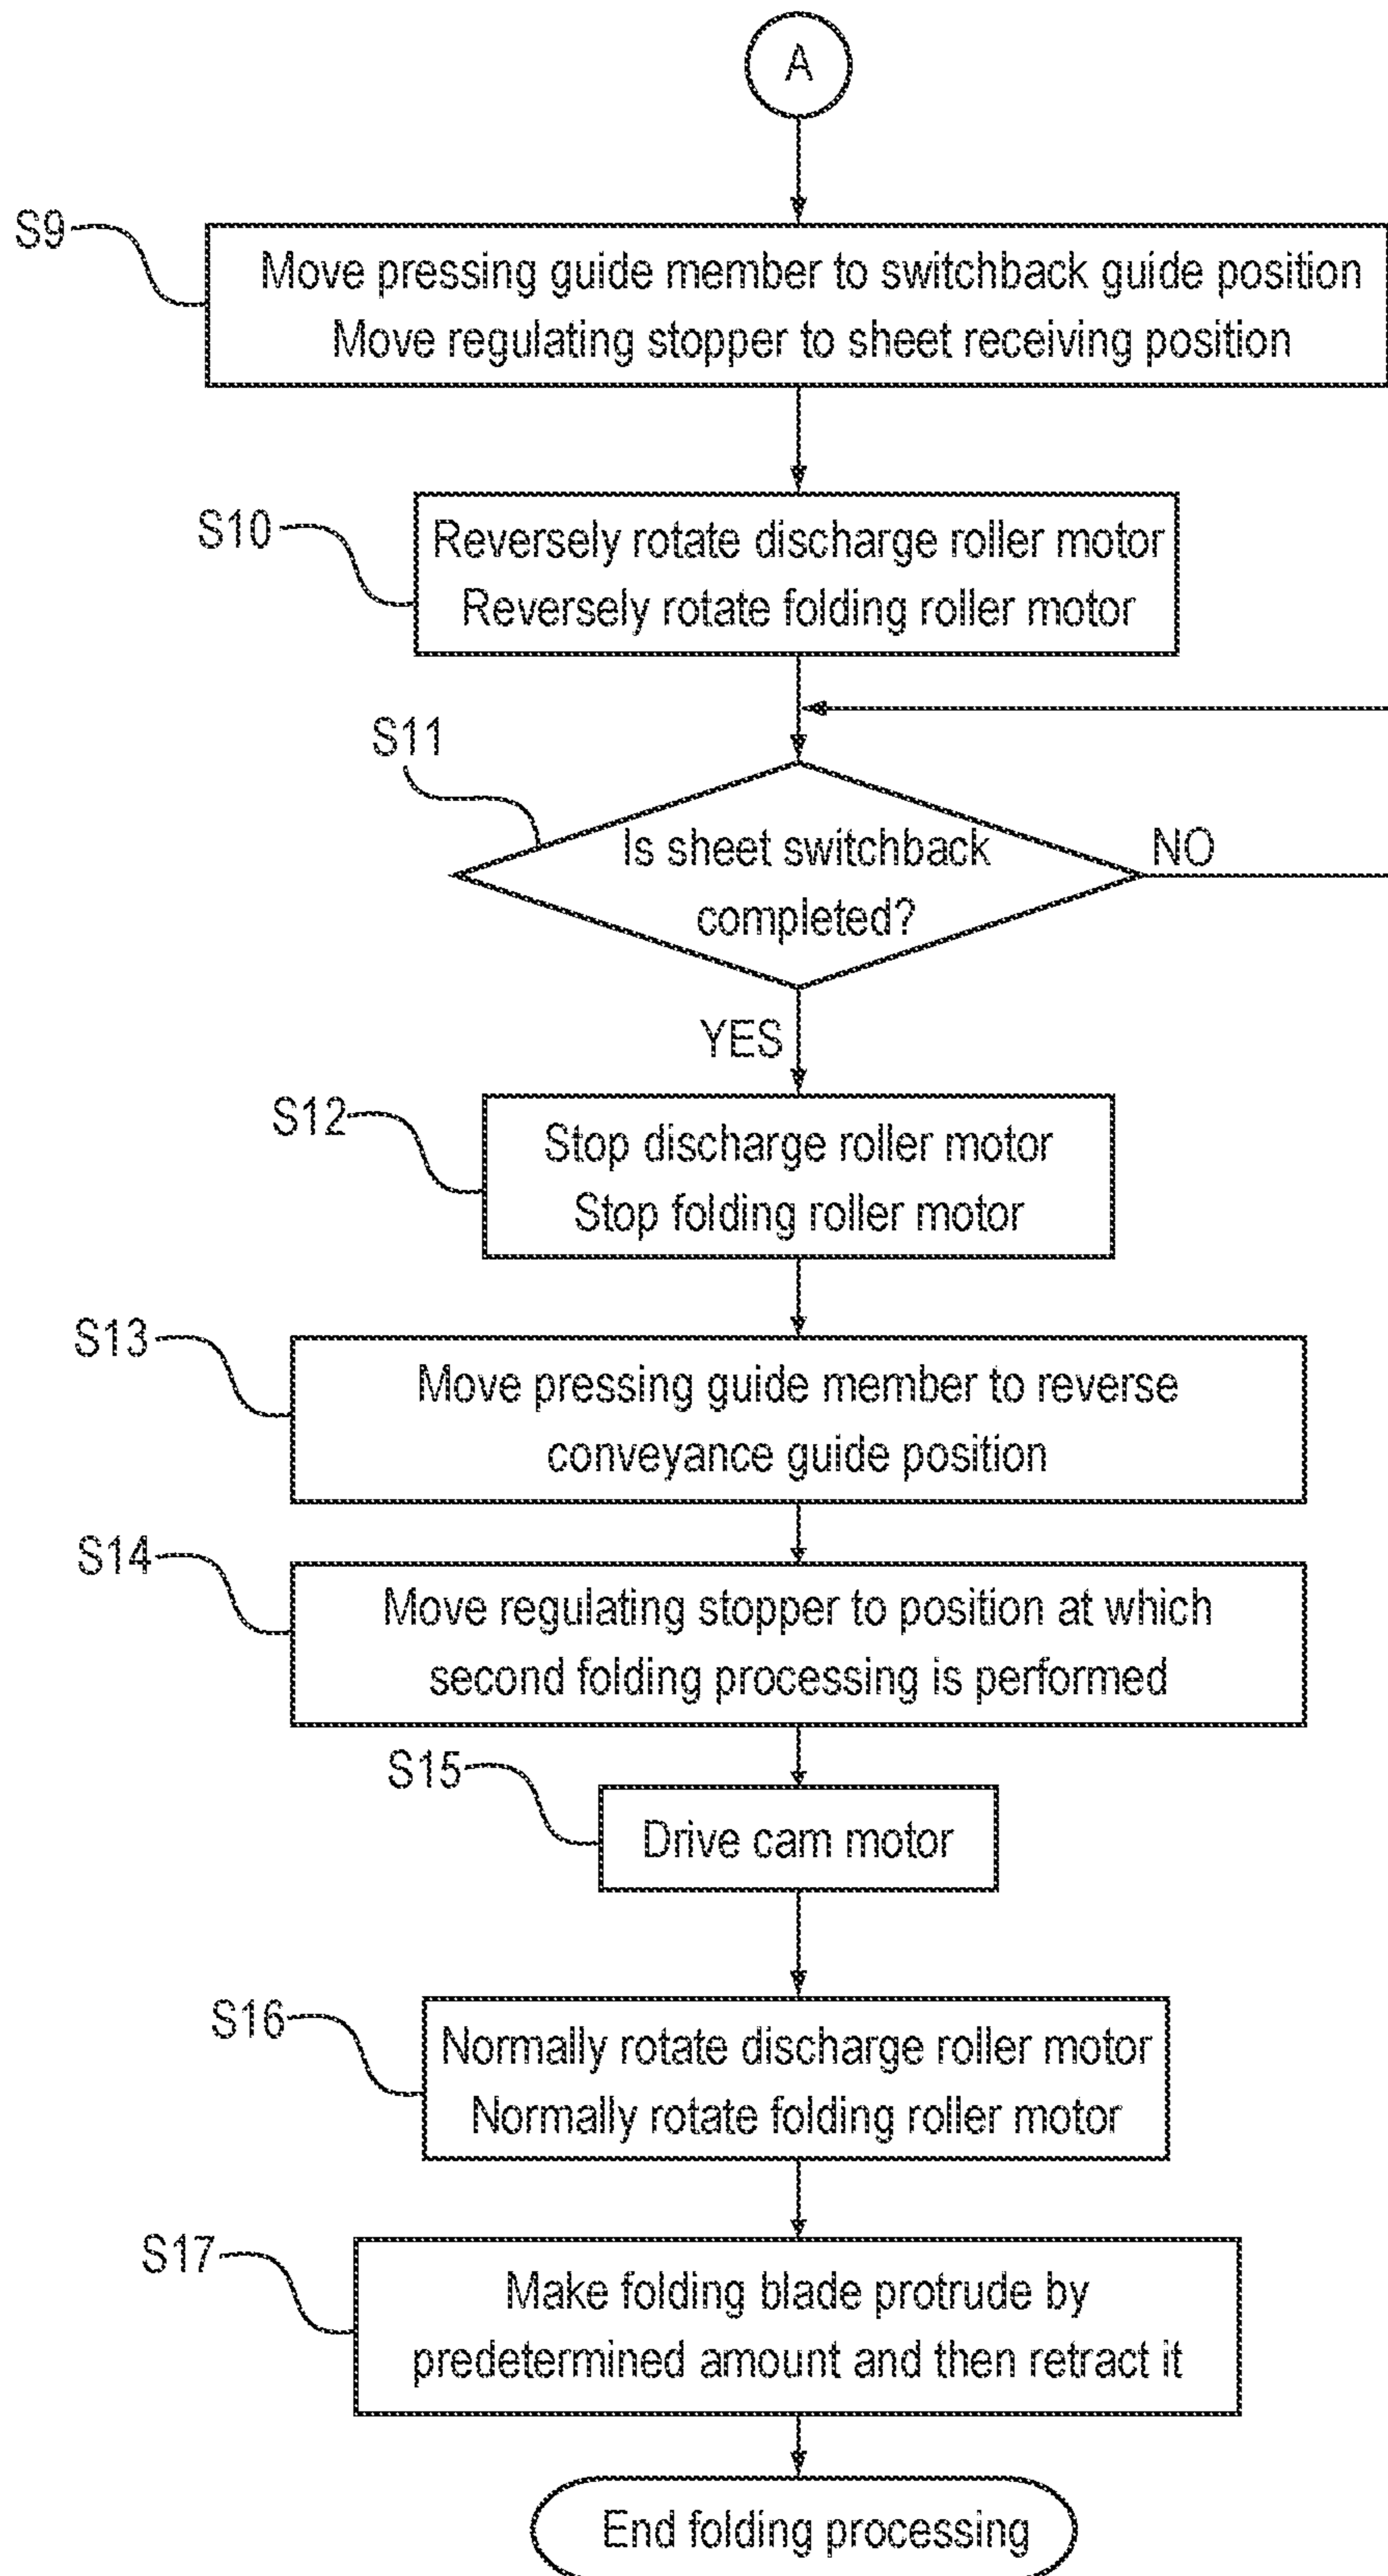 A
S9
Move pressing guide member to switchback guide position
Move regulating stopper to sheet receiving position
S10
Reversely rotate discharge roller motor
Reversely rotate folding roller motor
S11
Is sheet switchback
completed?
NO
YES
S12
Stop discharge roller motor
Stop folding roller motor
S13
Move pressing guide member to reverse
conveyance guide position
S14
Move regulating stopper to position at which
second folding processing is performed
S15
Drive cam motor
S16
Normally rotate discharge roller motor
Normally rotate folding roller motor
S17
Make folding blade protrude by
predetermined amount and then retract it
End folding processing